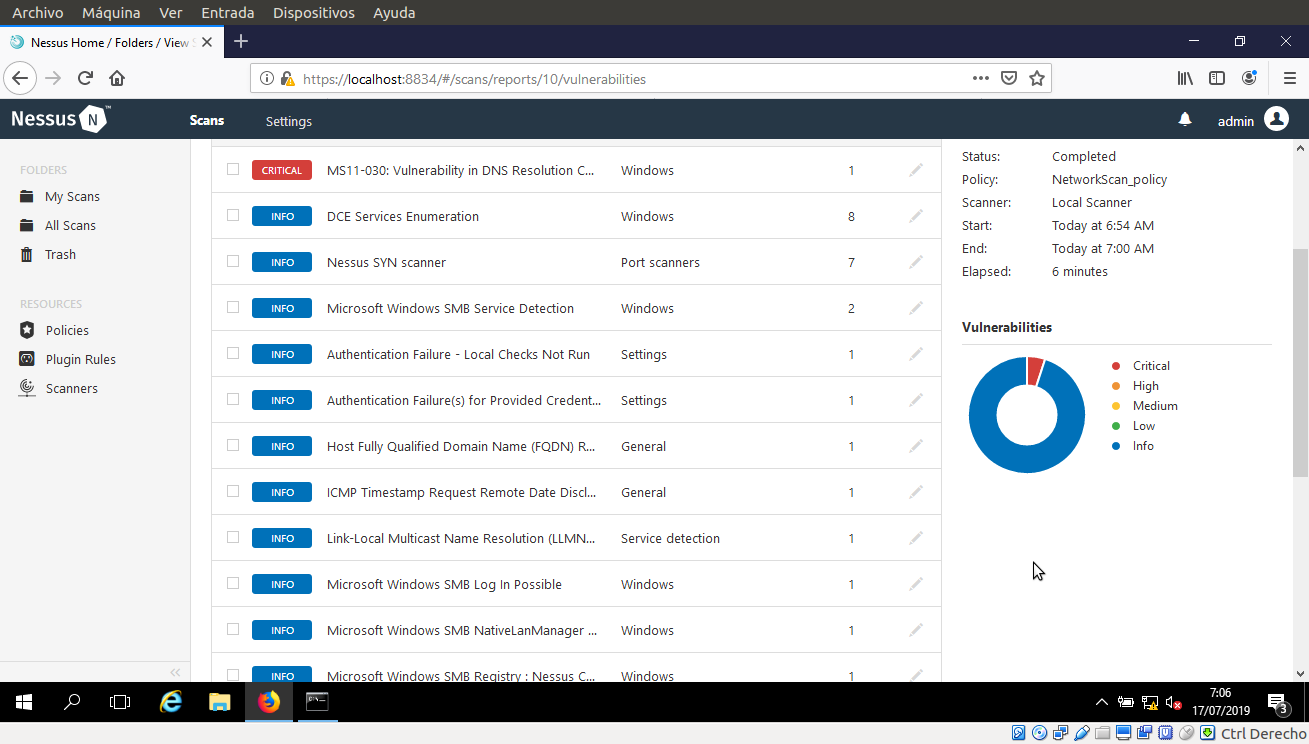 Archivo Máquina Ver Entrada Dispositivos Ayuda
Nessus Home / Folders / View S
https://localhost:8834/#/scans/reports/10/vulnerabilities
Nessus N ™ Scans Settings admin
FOLDERS
My Scans
All Scans
Trash
RESOURCES
Policies
Plugin Rules
Scanners
CRITICAL MS11-030: Vulnerability in DNS Resolution C... Windows 1
INFO DCE Services Enumeration Windows 8
INFO Nessus SYN scanner Port scanners 7
INFO Microsoft Windows SMB Service Detection Windows 2
INFO Authentication Failure - Local Checks Not Run Settings 1
INFO Authentication Failure(s) for Provided Credent... Settings 1
INFO Host Fully Qualified Domain Name (FQDN) R... General 1
INFO ICMP Timestamp Request Remote Date Discl... General 1
INFO Link-Local Multicast Name Resolution (LLMN... Service detection 1
INFO Microsoft Windows SMB Log In Possible Windows 1
INFO Microsoft Windows SMB NativeLanManager ... Windows 1
INFO Microsoft Windows SMB Registry : Nessus C... Windows 1
Status: Completed
Policy: NetworkScan_policy
Scanner: Local Scanner
Start: Today at 6:54 AM
End: Today at 7:00 AM
Elapsed: 6 minutes
Vulnerabilities
Critical
High
Medium
Low
Info
7:06
17/07/2019
3
Ctrl Derecho